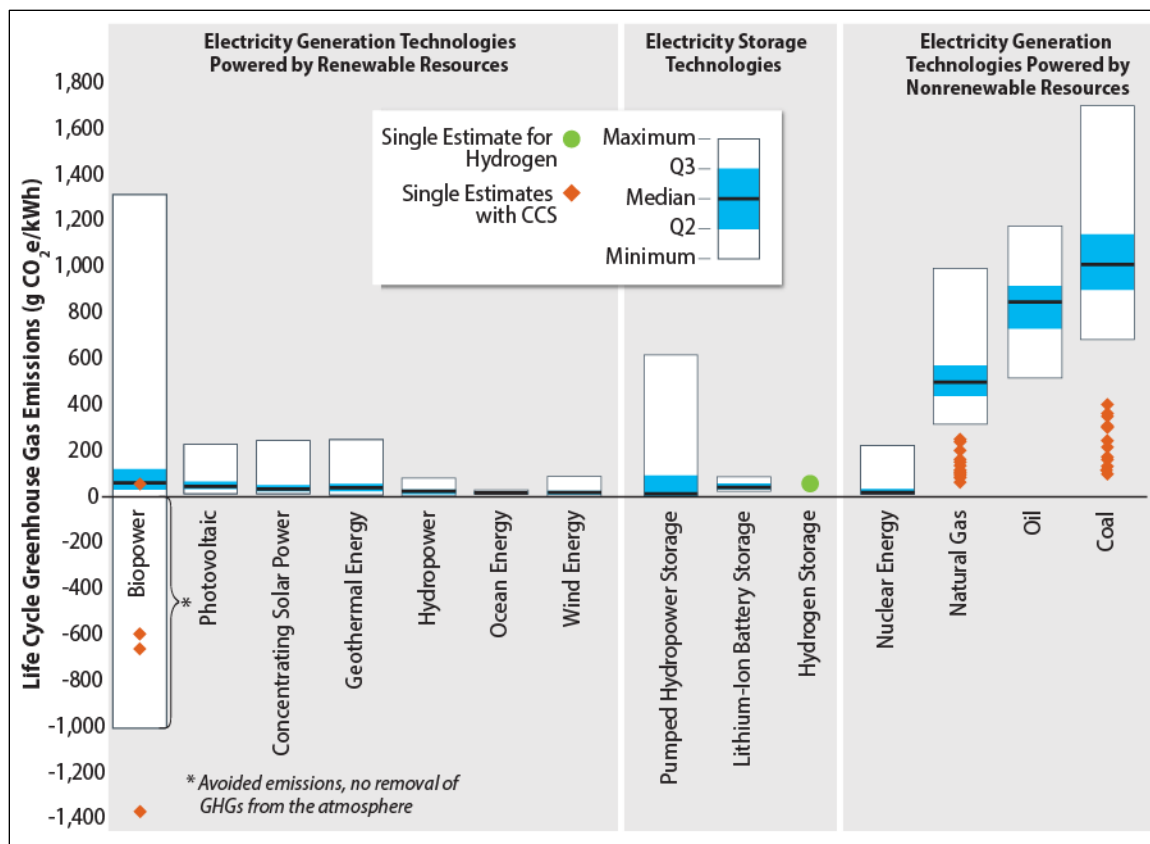 Electricity Generation Technologies
Powered by Renewable Resources
Electricity Storage
Technologies
Electricity Generation
Technologies Powered by
Nonrenewable Resources
Life Cycle Greenhouse Gas Emissions (g CO₂e/kWh)
1,800
1,600
1,400
1,200
1,000
800
600
400
200
0
-200
-400
-600
-800
-1,000
-1,200
-1,400
Single Estimate for
Hydrogen
Single Estimates
with CCS
Maximum
Q3
Median
Q2
Minimum
Biopower
*
Photovoltaic
Concentrating Solar Power
Geothermal Energy
Hydropower
Ocean Energy
Wind Energy
Pumped Hydropower Storage
Lithium-Ion Battery Storage
Hydrogen Storage
Nuclear Energy
Natural Gas
Oil
Coal
* Avoided emissions, no removal of
GHGs from the atmosphere